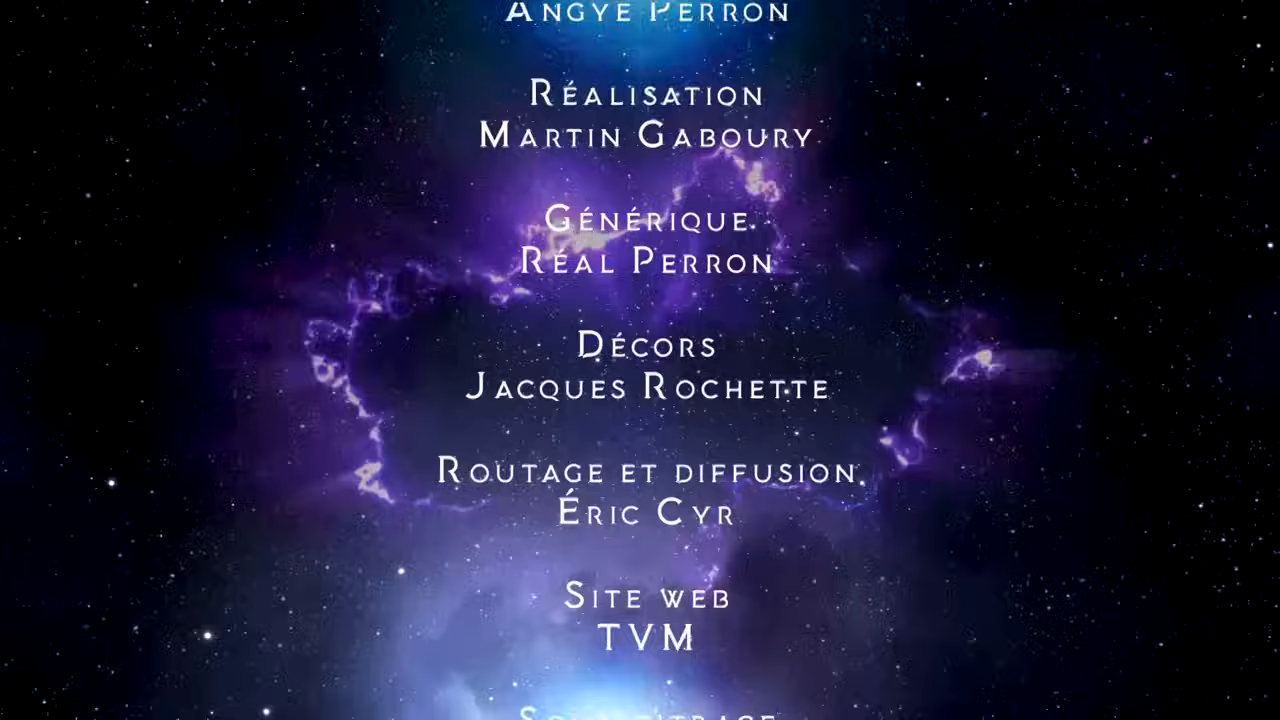 Angye Perron
Réalisation
Martin Gaboury
Générique
Réal Perron
Décors
Jacques Rochette
Routage et diffusion
Éric Cyr
Site web
TVM